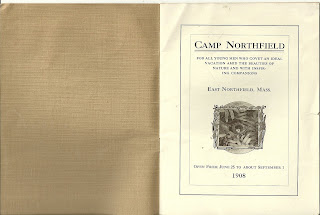 CAMP NORTHFIELD
FOR ALL YOUNG MEN WHO COVET AN IDEAL
VACATION AMID THE BEAUTIES OF
NATURE AND WITH INSPIR-
ING COMPANIONS
EAST NORTHFIELD, MASS.
OPEN FROM JUNE 25 TO ABOUT SEPTEMBER 1
1908